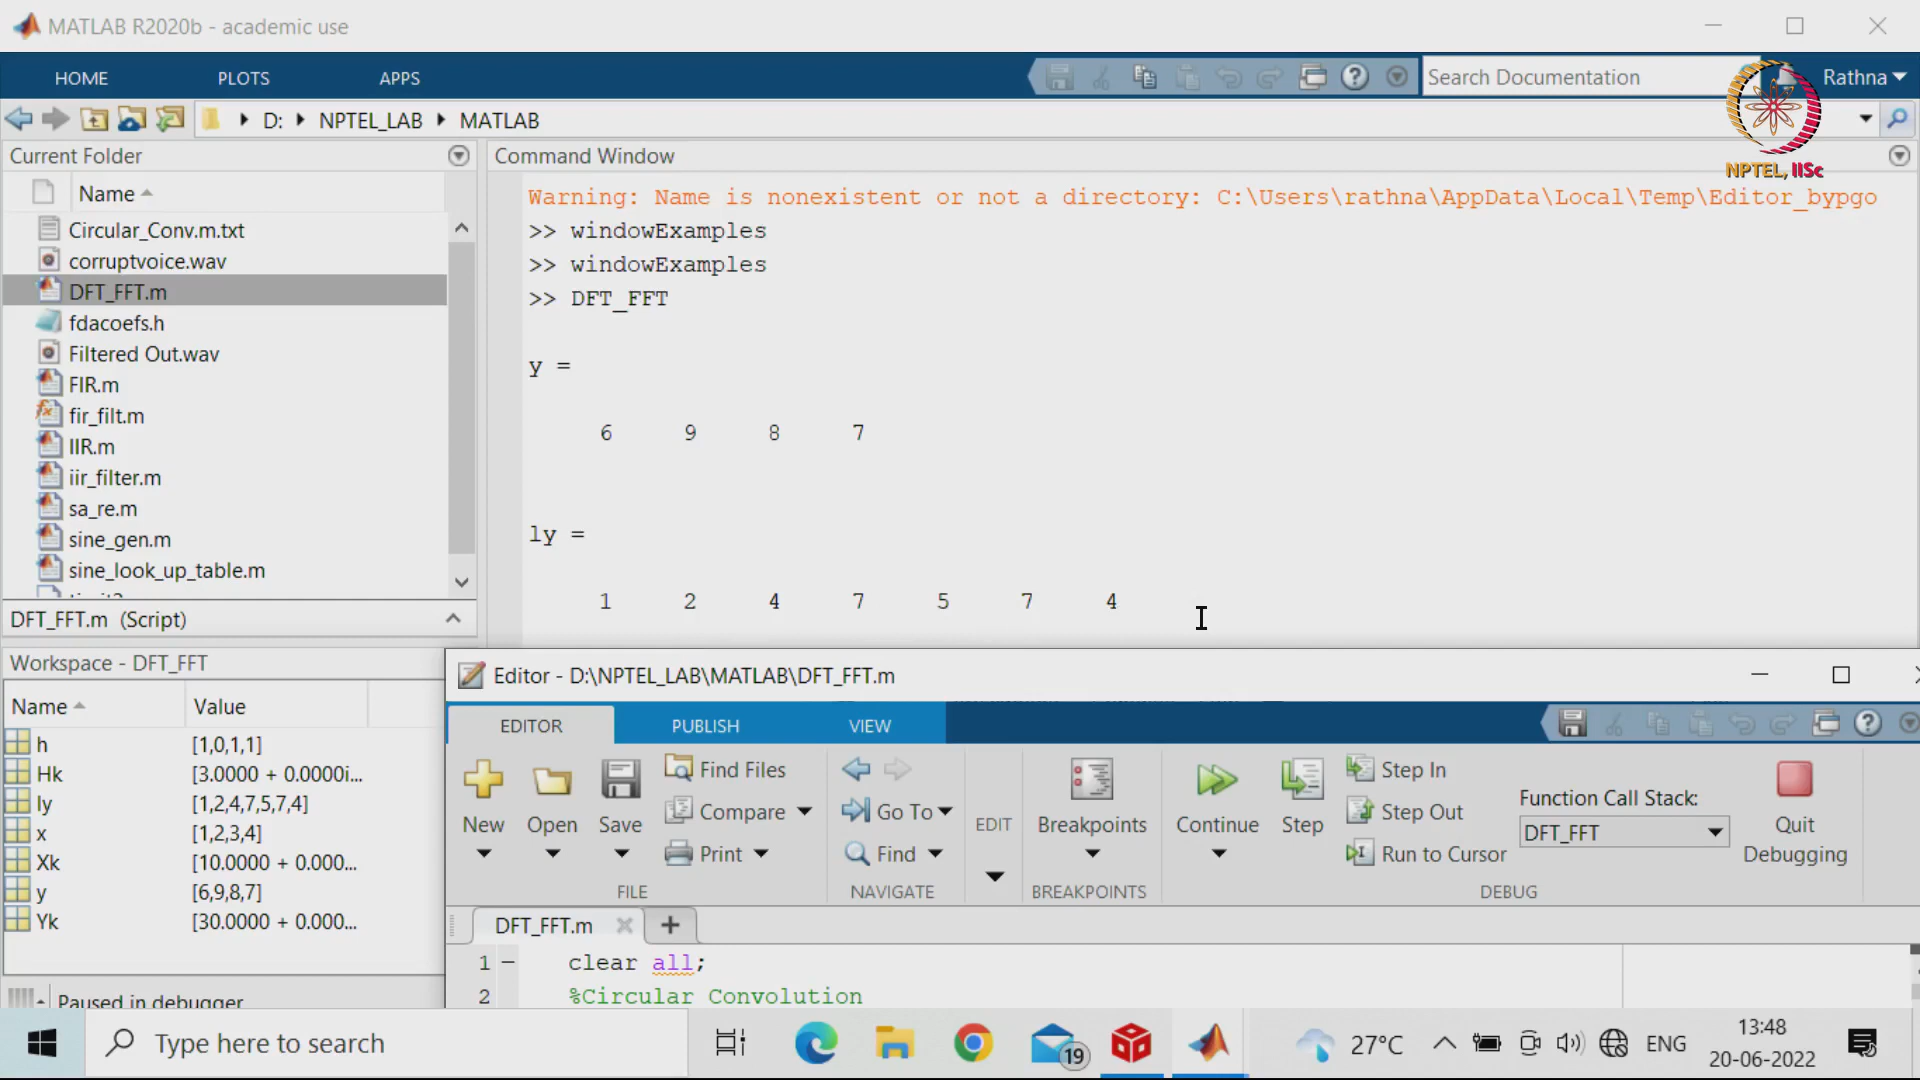 MATLAB R2020b - academic use
HOME PLOTS APPS
Search Documentation
Rathna
D: NPTEL_LAB MATLAB
NPTEL, IISc
Current Folder
Name
Circular_Conv.m.txt
corruptvoice.wav
DFT_FFT.m
fdacoefs.h
Filtered Out.wav
FIR.m
fir_filt.m
IIR.m
iir_filter.m
sa_re.m
sine_gen.m
sine_look_up_table.m
DFT_FFT.m (Script)
Command Window
Warning: Name is nonexistent or not a directory: C:\Users\rathna\AppData\Local\Temp\Editor_bypgo
>> windowExamples
>> windowExamples
>> DFT_FFT
y =
6 9 8 7
ly =
1 2 4 7 5 7 4
Workspace - DFT_FFT
Name Value
h [1,0,1,1]
Hk [3.0000 + 0.0000i...
ly [1,2,4,7,5,7,4]
x [1,2,3,4]
Xk [10.0000 + 0.000...
y [6,9,8,7]
Yk [30.0000 + 0.000...
Paused in debugger
Editor - D:\NPTEL_LAB\MATLAB\DFT_FFT.m
EDITOR PUBLISH VIEW
New
Open
Save
Find Files
Compare
Print
FILE
Go To
Find
NAVIGATE
EDIT
Breakpoints
BREAKPOINTS
Continue
Step
Step In
Step Out
Run to Cursor
Function Call Stack:
DFT_FFT
Quit
Debugging
DEBUG
DFT_FFT.m
1 clear all;
2 %Circular Convolution
Type here to search
19
27°C
ENG
13:48
20-06-2022